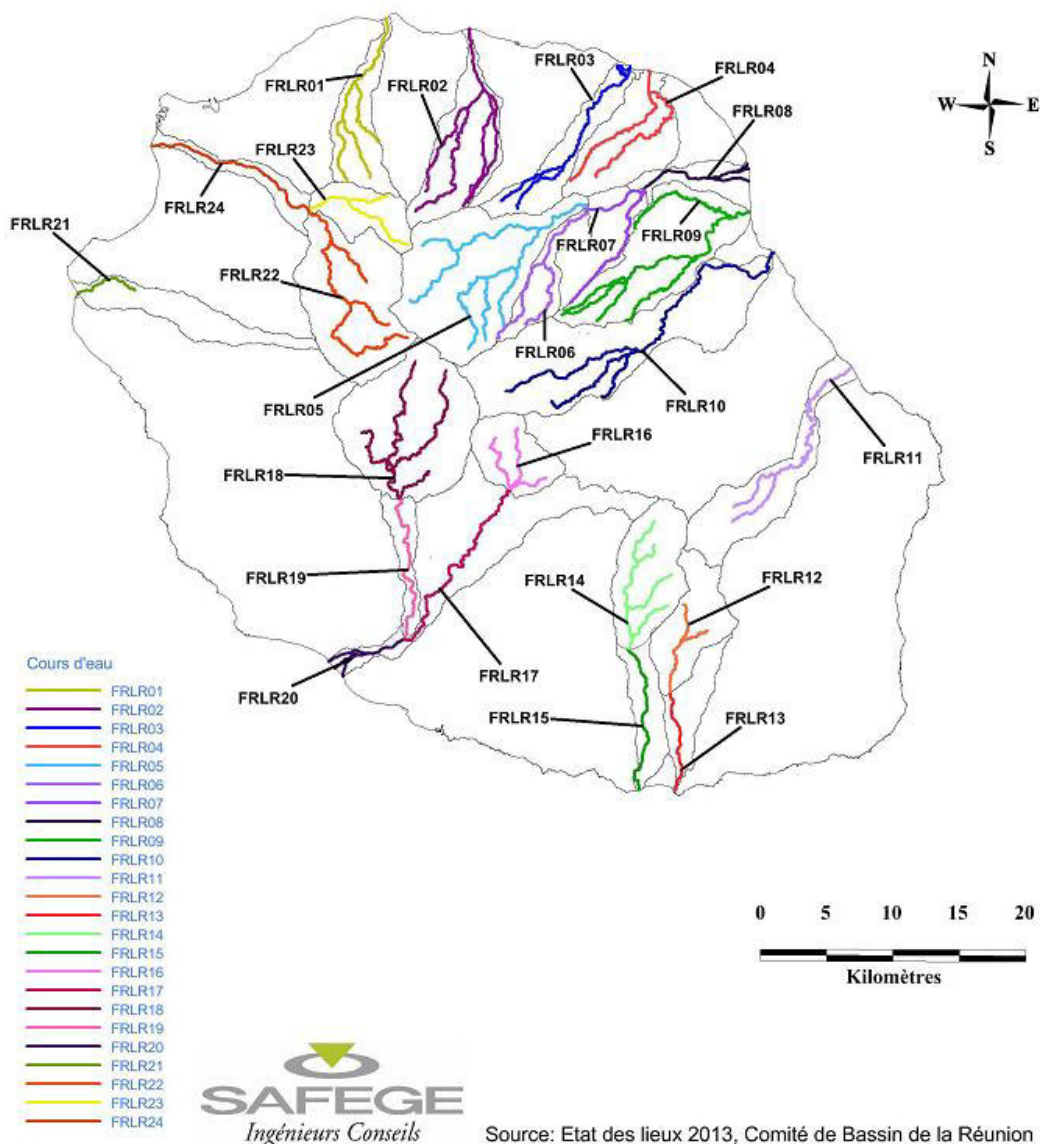 FRLR01
FRLR02
FRLR03
FRLR04
FRLR08
N
W
E
S
FRLR23
FRLR24
FRLR21
FRLR07
FRLR09
FRLR22
FRLR06
FRLR05
FRLR10
FRLR16
FRLR11
FRLR18
FRLR19
FRLR14
FRLR12
FRLR20
FRLR17
FRLR15
FRLR13
Cours d'eau
FRLR01
FRLR02
FRLR03
FRLR04
FRLR05
FRLR06
FRLR07
FRLR08
FRLR09
FRLR10
FRLR11
FRLR12
FRLR13
FRLR14
FRLR15
FRLR16
FRLR17
FRLR18
FRLR19
FRLR20
FRLR21
FRLR22
FRLR23
FRLR24
0 5 10 15 20
Kilomètres
SAFEGE
Ingénieurs Conseils
Source: Etat des lieux 2013, Comité de Bassin de la Réunion